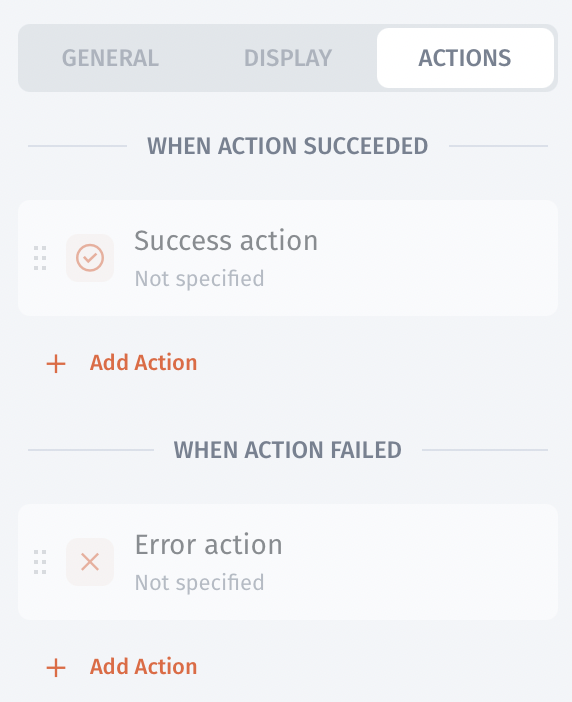 GENERAL DISPLAY ACTIONS
WHEN ACTION SUCCEEDED
Success action
Not specified
Add Action
WHEN ACTION FAILED
Error action
Not specified
Add Action